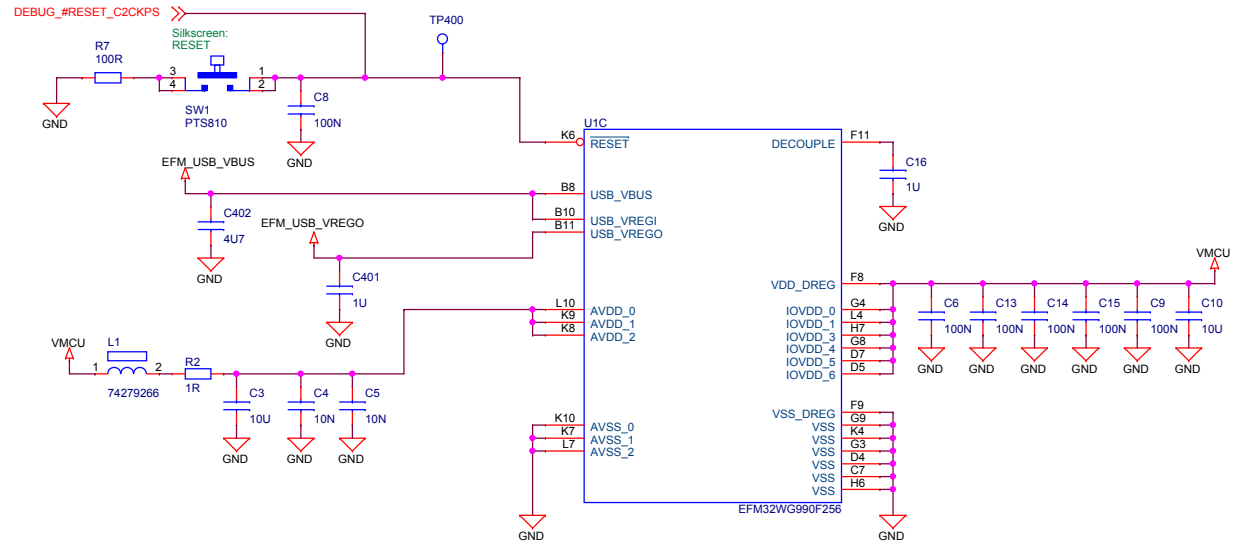 DEBUG_#RESET_C2CKPS
Silkscreen:
RESET
TP400
R7
100R
3
4
1
2
SW1
PTS810
C8
100N
GND
GND
U1C
K6
RESET
DECOUPLE
F11
C16
1U
GND
EFM_USB_VBUS
B8
USB_VBUS
B10
USB_VREGI
B11
USB_VREGO
C402
4U7
GND
EFM_USB_VREGO
C401
1U
GND
VMCU
VDD_DREG
F8
L10
AVDD_0
K9
AVDD_1
K8
AVDD_2
IOVDD_0
G4
IOVDD_1
L4
IOVDD_3
H7
IOVDD_4
G8
IOVDD_5
D7
IOVDD_6
D5
C6
100N
C13
100N
C14
100N
C15
100N
C9
100N
C10
10U
GND
GND
GND
GND
GND
GND
VMCU
L1
1
2
74279266
R2
1R
C3
10U
C4
10N
C5
10N
GND
GND
GND
K10
AVSS_0
K7
AVSS_1
L7
AVSS_2
VSS_DREG
F9
VSS
G9
VSS
K4
VSS
G3
VSS
D4
VSS
C7
VSS
H6
EFM32WG990F256
GND
GND